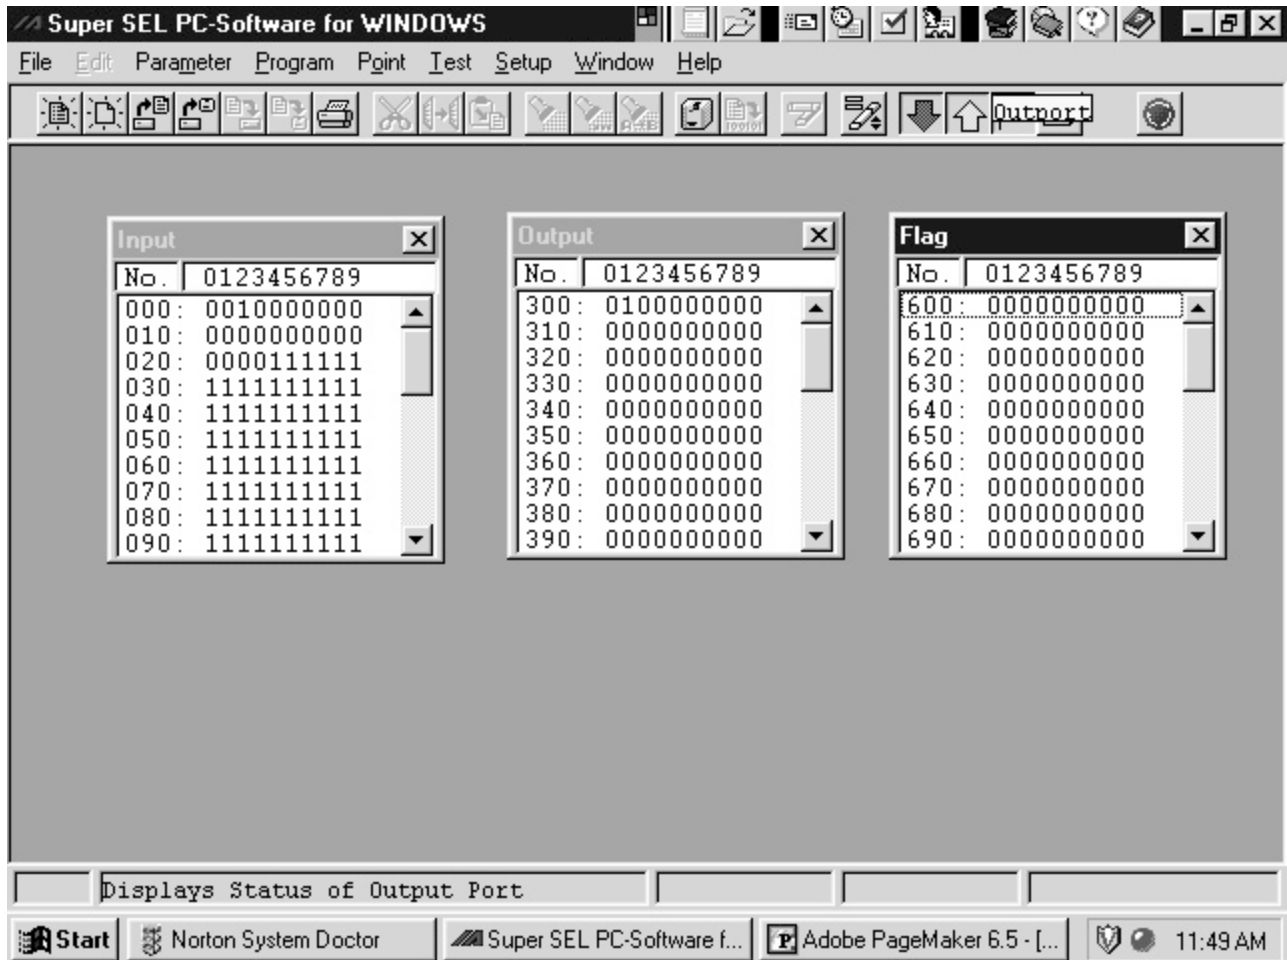 Super SEL PC-Software for WINDOWS
File Edit Parameter Program Point Test Setup Window Help
Outport
Input
No. 0123456789
000: 0010000000
010: 0000000000
020: 0000111111
030: 1111111111
040: 1111111111
050: 1111111111
060: 1111111111
070: 1111111111
080: 1111111111
090: 1111111111
Output
No. 0123456789
300: 0100000000
310: 0000000000
320: 0000000000
330: 0000000000
340: 0000000000
350: 0000000000
360: 0000000000
370: 0000000000
380: 0000000000
390: 0000000000
Flag
No. 0123456789
600: 0000000000
610: 0000000000
620: 0000000000
630: 0000000000
640: 0000000000
650: 0000000000
660: 0000000000
670: 0000000000
680: 0000000000
690: 0000000000
Displays Status of Output Port
Start Norton System Doctor Super SEL PC-Software f... Adobe PageMaker 6.5 - [... 11:49 AM